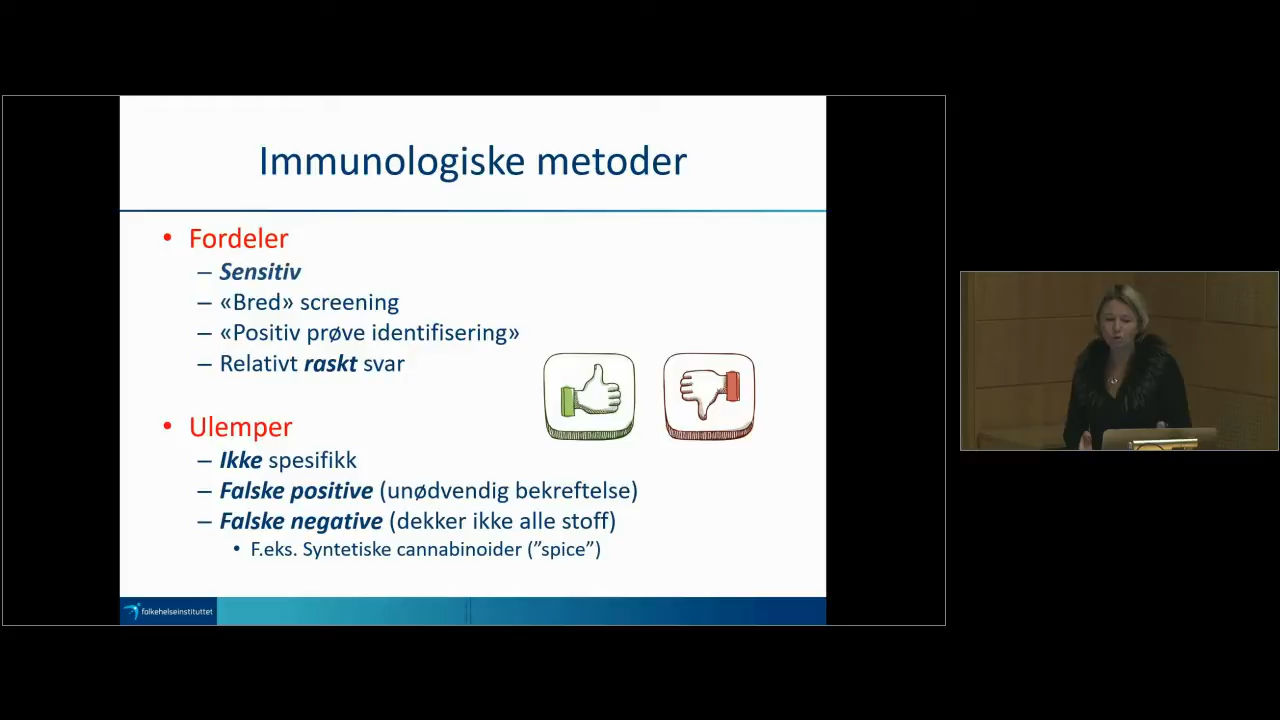 Immunologiske metoder
• Fordeler
– Sensitiv
– «Bred» screening
– «Positiv prøve identifisering»
– Relativt raskt svar
• Ulemper
– Ikke spesifikk
– Falske positive (unødvendig bekreftelse)
– Falske negative (dekker ikke alle stoff)
• F.eks. Syntetiske cannabinoider (”spice”)
folkehelseinstituttet